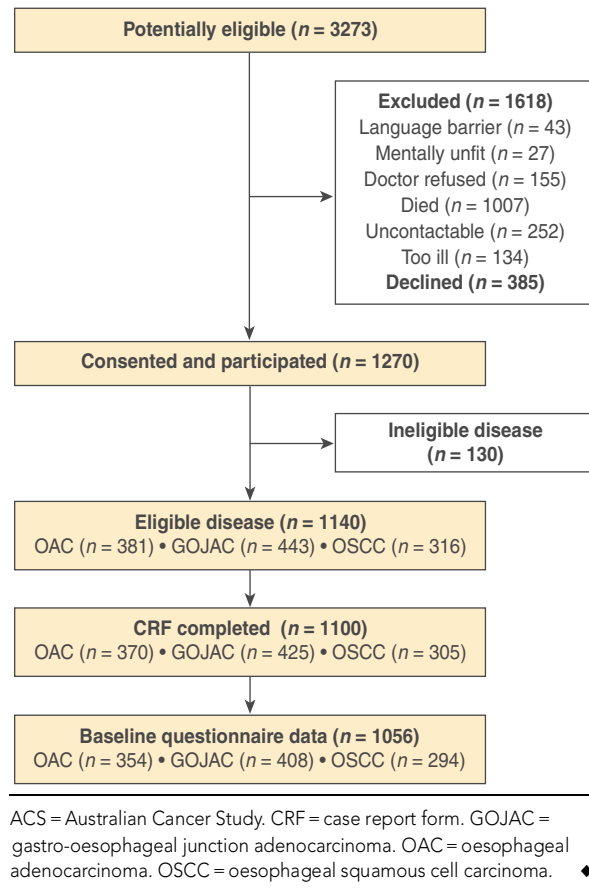 Potentially eligible (n = 3273)
Excluded (n = 1618)
Language barrier (n = 43)
Mentally unfit (n = 27)
Doctor refused (n = 155)
Died (n = 1007)
Uncontactable (n = 252)
Too ill (n = 134)
Declined (n = 385)
Consented and participated (n = 1270)
Ineligible disease
(n = 130)
Eligible disease (n = 1140)
OAC (n = 381) • GOJAC (n = 443) • OSCC (n = 316)
CRF completed (n = 1100)
OAC (n = 370) • GOJAC (n = 425) • OSCC (n = 305)
Baseline questionnaire data (n = 1056)
OAC (n = 354) • GOJAC (n = 408) • OSCC (n = 294)
ACS = Australian Cancer Study. CRF = case report form. GOJAC =
gastro-oesophageal junction adenocarcinoma. OAC = oesophageal
adenocarcinoma. OSCC = oesophageal squamous cell carcinoma. ◆